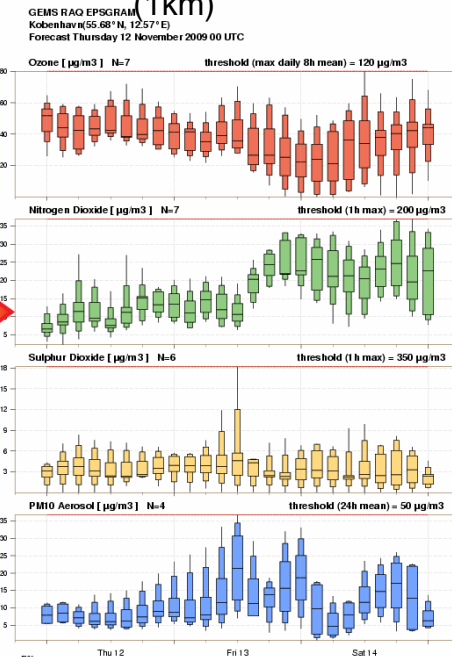 (1km)
GEMS RAQ EPSGRAM
Kobenhavn(55.68°N, 12.57°E)
Forecast Thursday 12 November 2009 00 UTC
Ozone [ µg/m3 ] N=7 threshold (max daily 8h mean) = 120 µg/m3
80
60
40
20
Nitrogen Dioxide [ µg/m3 ] N=7 threshold (1h max) = 200 µg/m3
35
30
25
20
15
10
5
Sulphur Dioxide [ µg/m3 ] N=6 threshold (1h max) = 350 µg/m3
18
15
12
9
6
3
PM10 Aerosol [ µg/m3 ] N=4 threshold (24h mean) = 50 µg/m3
35
30
25
20
15
10
5
Thu 12 Fri 13 Sat 14